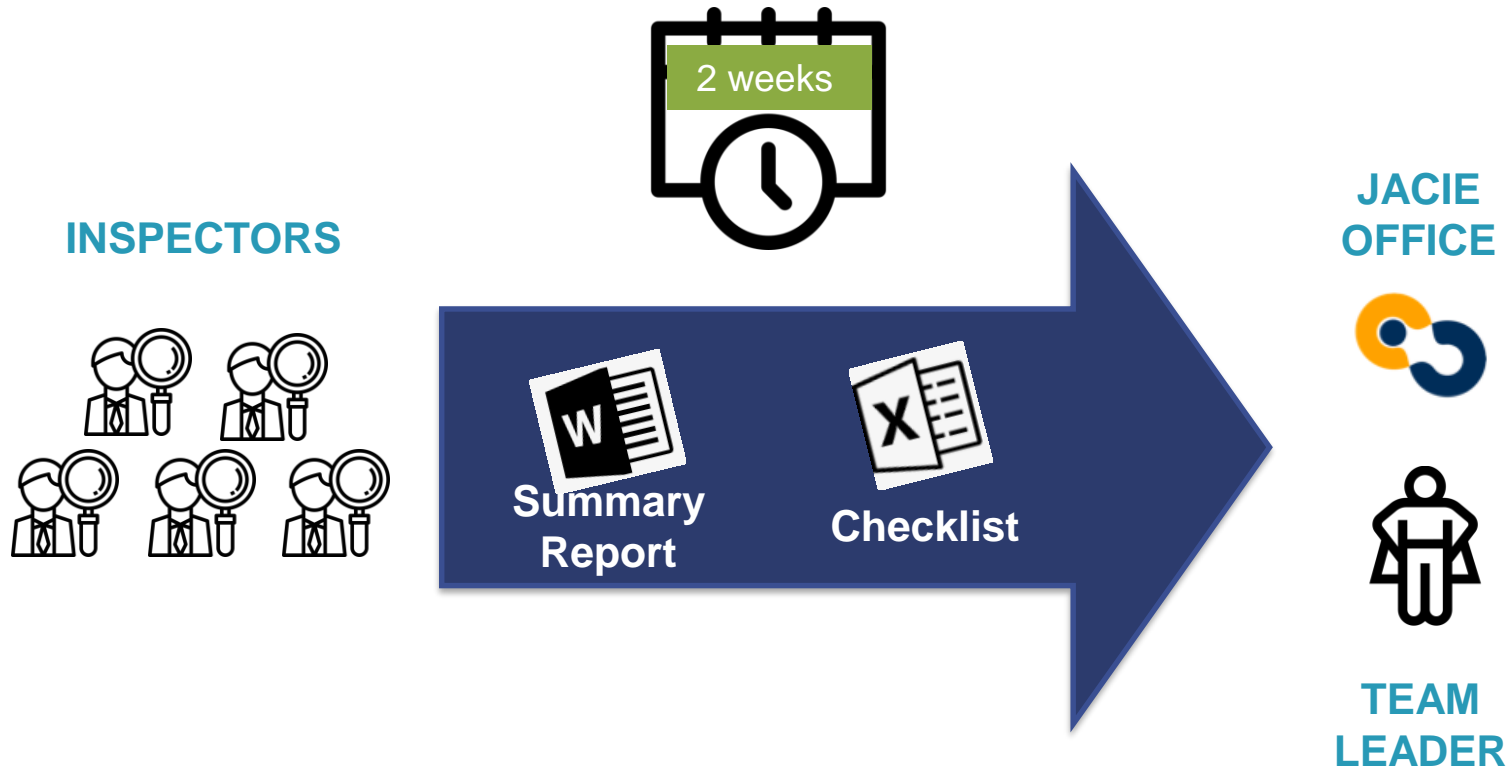 2 weeks
INSPECTORS
JACIE
OFFICE
W
Summary
Report
X
Checklist
TEAM
LEADER